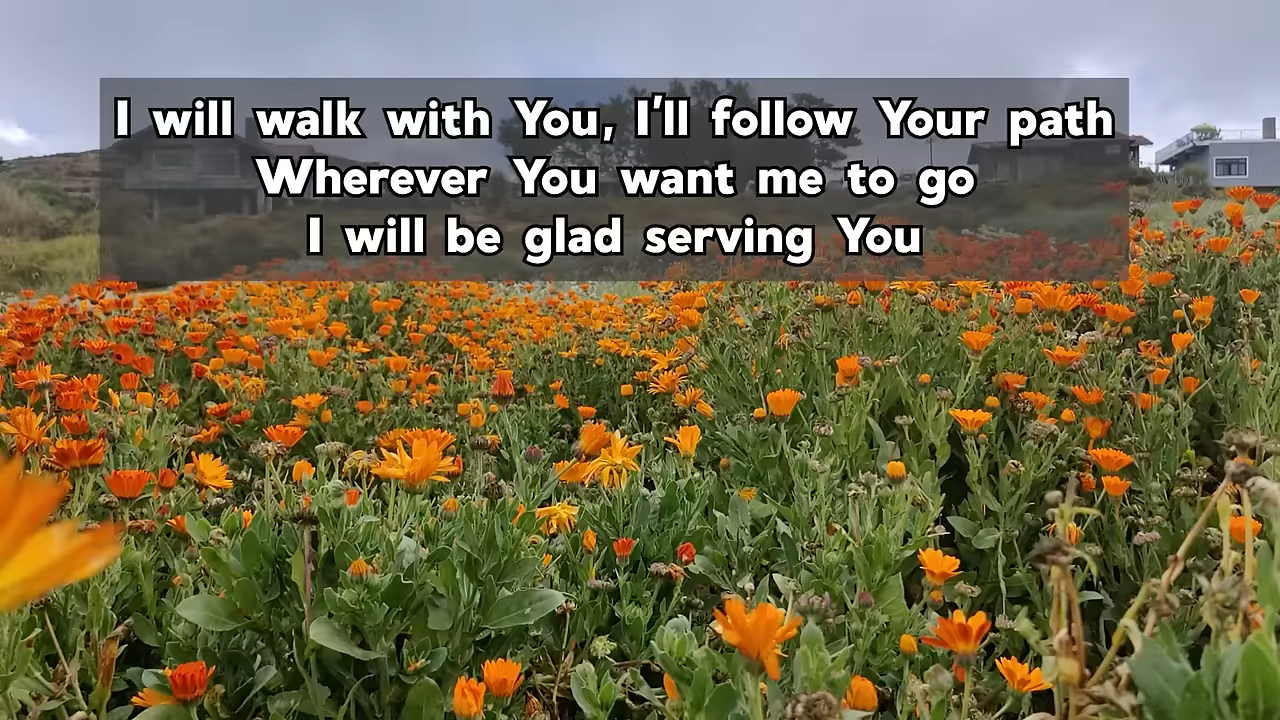 I will walk with You, I'll follow Your path
Wherever You want me to go
I will be glad serving You